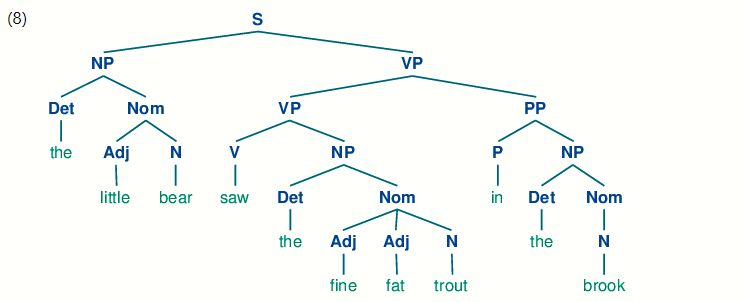 (8) S
NP VP
Det Nom VP PP
the Adj N V NP P NP
little bear saw Det Nom in Det Nom
the Adj Adj N the N
fine fat trout brook